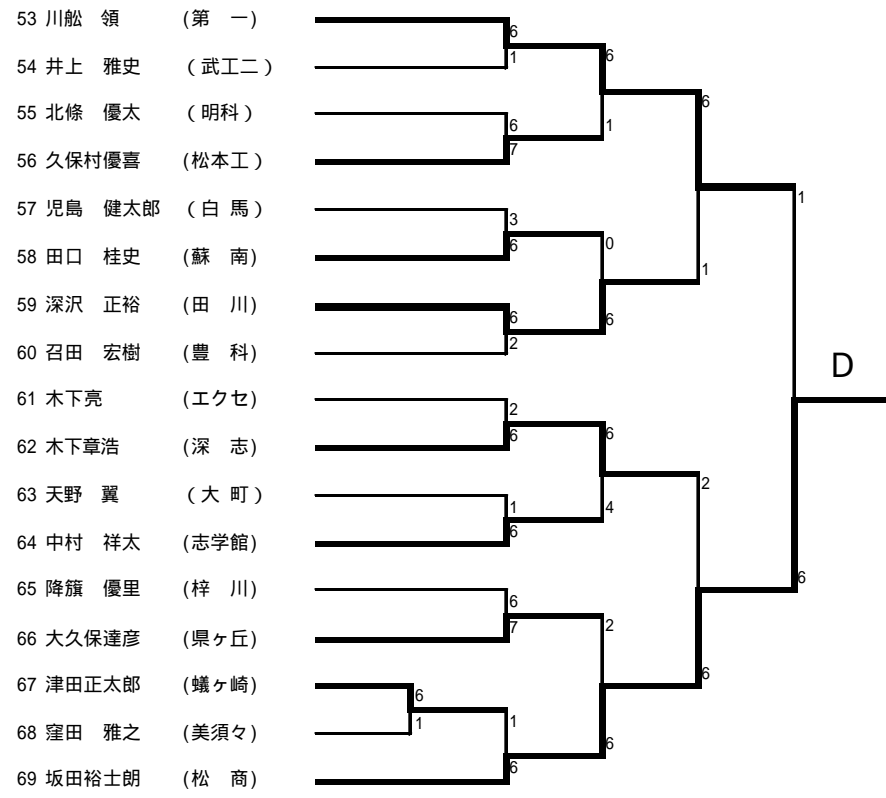 53 川舩　領　(第　一)
6
54 井上　雅史　(武工二)
1
6
55 北條　優太　(明科)
6
1
56 久保村優喜　(松本工)
7
6
57 児島　健太郎　(白 馬)
3
1
58 田口　桂史　(蘇　南)
6
0
1
59 深沢　正裕　(田　川)
6
6
60 召田　宏樹　(豊　科)
2
D
61 木下亮　(エクセ)
2
62 木下章浩　(深　志)
6
6
63 天野　翼　(大 町)
1
4
2
64 中村　祥太　(志学館)
6
65 降籏　優里　(梓　川)
6
6
66 大久保達彦　(県ヶ丘)
7
2
67 津田正太郎　(蟻ヶ崎)
6
6
68 窪田　雅之　(美須々)
1
1
6
69 坂田裕士朗　(松　商)
6